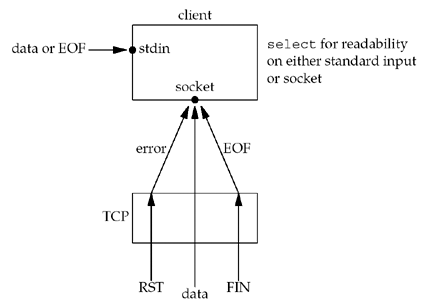 client
data or EOF
stdin
select for readability
on either standard input
or socket
socket
error
EOF
TCP
RST
data
FIN